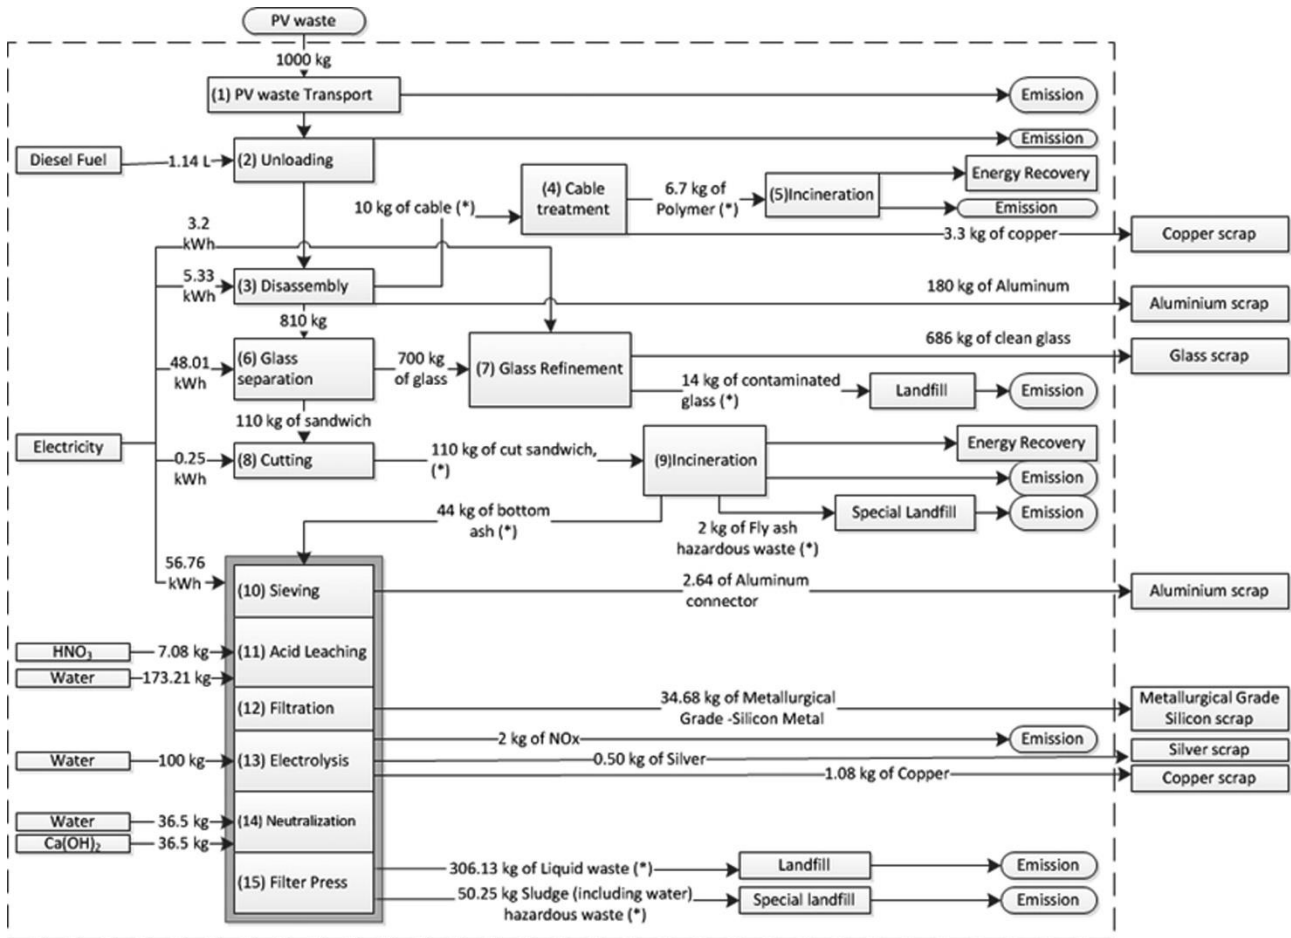 PV waste
1000 kg
(1) PV waste Transport
Emission
Diesel Fuel
1.14 L
(2) Unloading
Emission
10 kg of cable (*)
(4) Cable
treatment
6.7 kg of
Polymer (*)
(5)Incineration
Energy Recovery
Emission
3.3 kg of copper
Copper scrap
3.2
kWh
5.33
kWh
(3) Disassembly
180 kg of Aluminum
Aluminium scrap
810 kg
48.01
kWh
(6) Glass
separation
700 kg
of glass
(7) Glass Refinement
686 kg of clean glass
Glass scrap
14 kg of contaminated
glass (*)
Landfill
Emission
110 kg of sandwich
Electricity
0.25
kWh
(8) Cutting
110 kg of cut sandwich,
(*)
(9)Incineration
Energy Recovery
Emission
44 kg of bottom
ash (*)
2 kg of Fly ash
hazardous waste (*)
Special Landfill
Emission
56.76
kWh
(10) Sieving
2.64 of Aluminum
connector
Aluminium scrap
HNO3
7.08 kg
(11) Acid Leaching
Water
173.21 kg
(12) Filtration
34.68 kg of Metallurgical
Grade -Silicon Metal
Metallurgical Grade
Silicon scrap
2 kg of NOx
Emission
Water
100 kg
(13) Electrolysis
0.50 kg of Silver
Silver scrap
1.08 kg of Copper
Copper scrap
Water
36.5 kg
(14) Neutralization
Ca(OH)2
36.5 kg
(15) Filter Press
306.13 kg of Liquid waste (*)
Landfill
Emission
50.25 kg Sludge (including water)
hazardous waste (*)
Special landfill
Emission